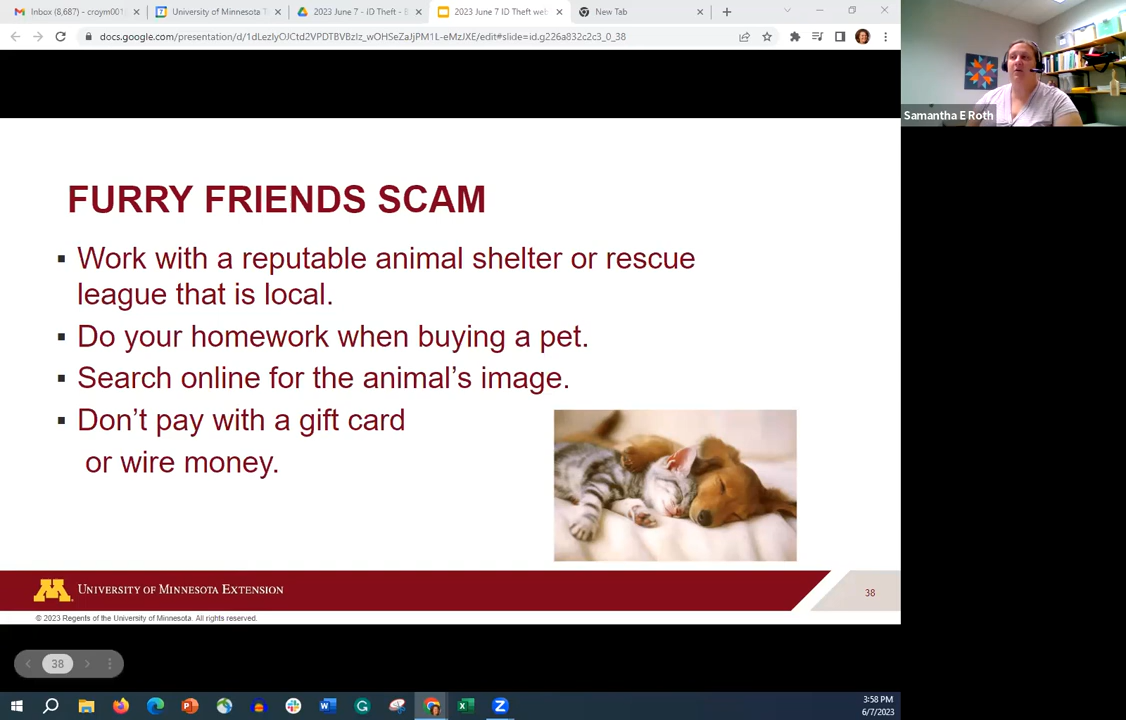 Inbox (8,687) - croym001
University of Minnesota T
2023 June 7 - ID Theft - E
2023 June 7 ID Theft web
New Tab
docs.google.com/presentation/d/1dLezIyOJCtd2VPDTBVBzIz_wOHSeZaJjPM1L-eMzJXE/edit#slide=id.g226a832c2c3_0_38
Samantha E Roth
FURRY FRIENDS SCAM
▪ Work with a reputable animal shelter or rescue
league that is local.
▪ Do your homework when buying a pet.
▪ Search online for the animal’s image.
▪ Don’t pay with a gift card
or wire money.
UNIVERSITY OF MINNESOTA EXTENSION
38
© 2023 Regents of the University of Minnesota. All rights reserved.
38
3:58 PM
6/7/2023